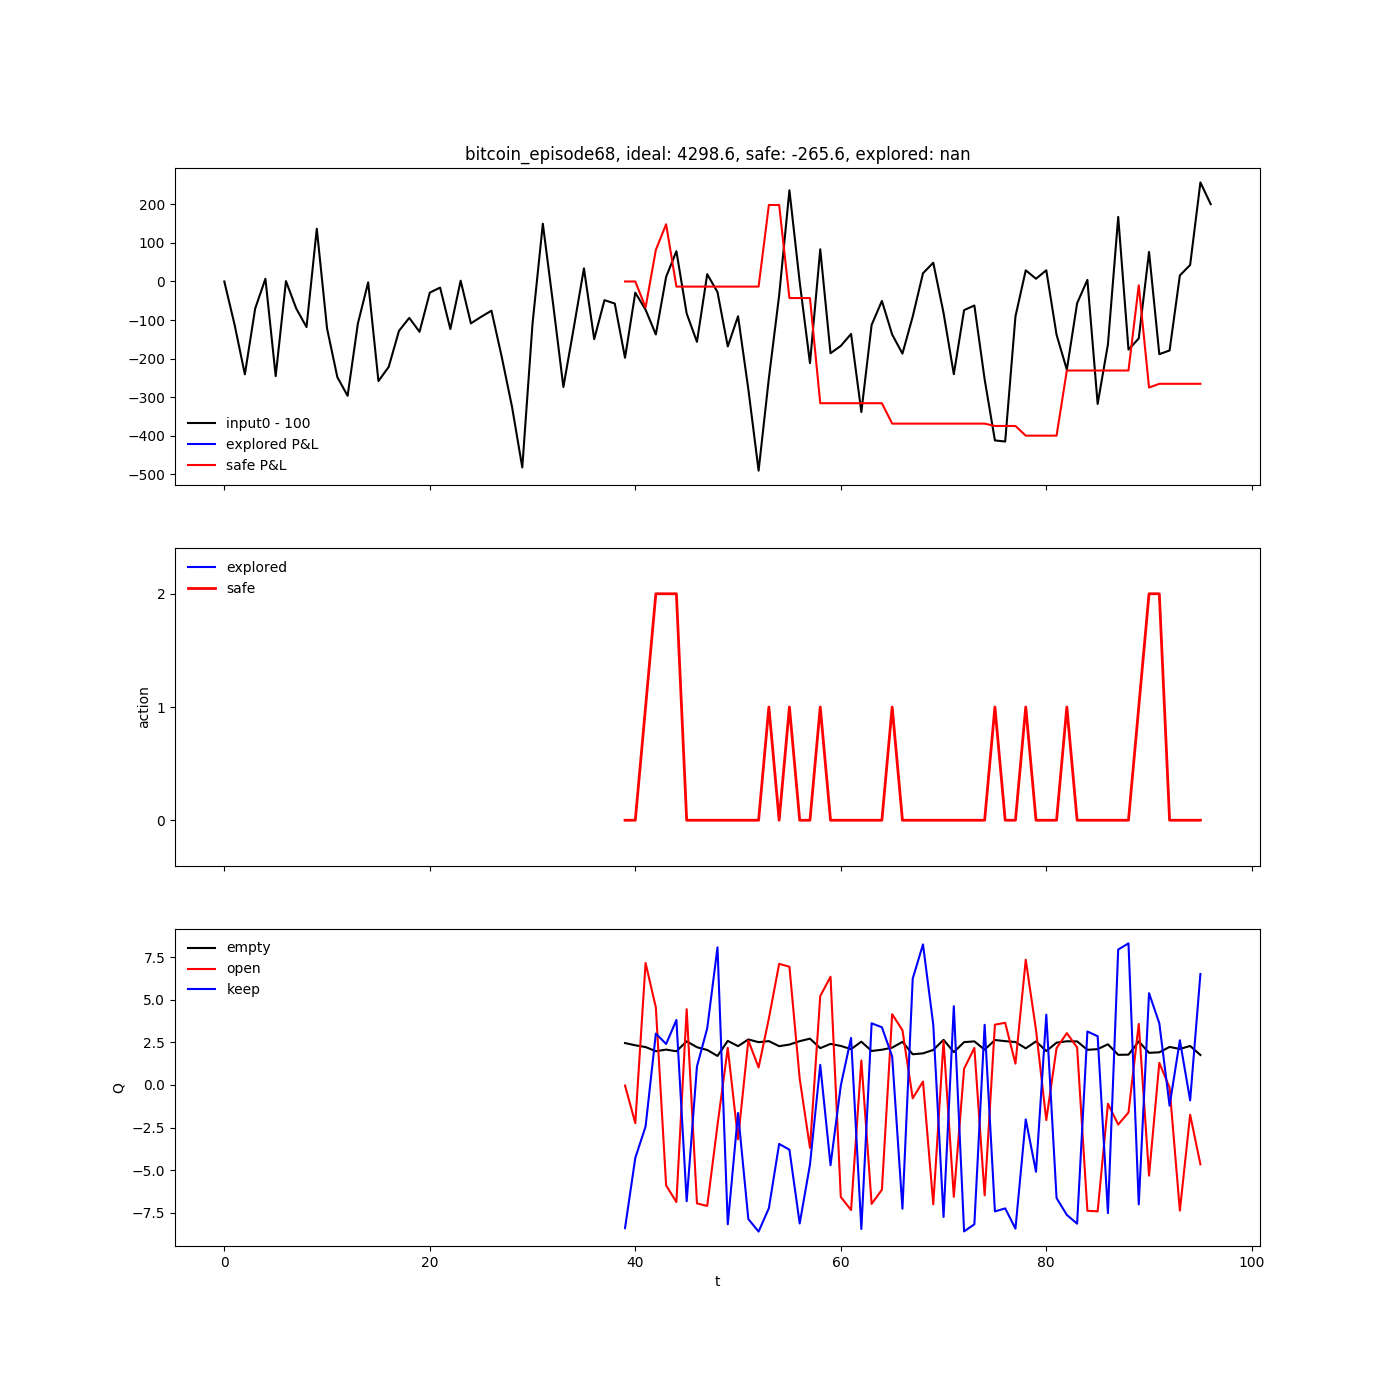 bitcoin_episode68, ideal: 4298.6, safe: -265.6, explored: nan
200
100
0
−100
−200
−300
−400
−500
input0 - 100
explored P&L
safe P&L
explored
safe
2
1
0
action
empty
open
keep
7.5
5.0
2.5
0.0
−2.5
−5.0
−7.5
Q
0 20 40 60 80 100
t